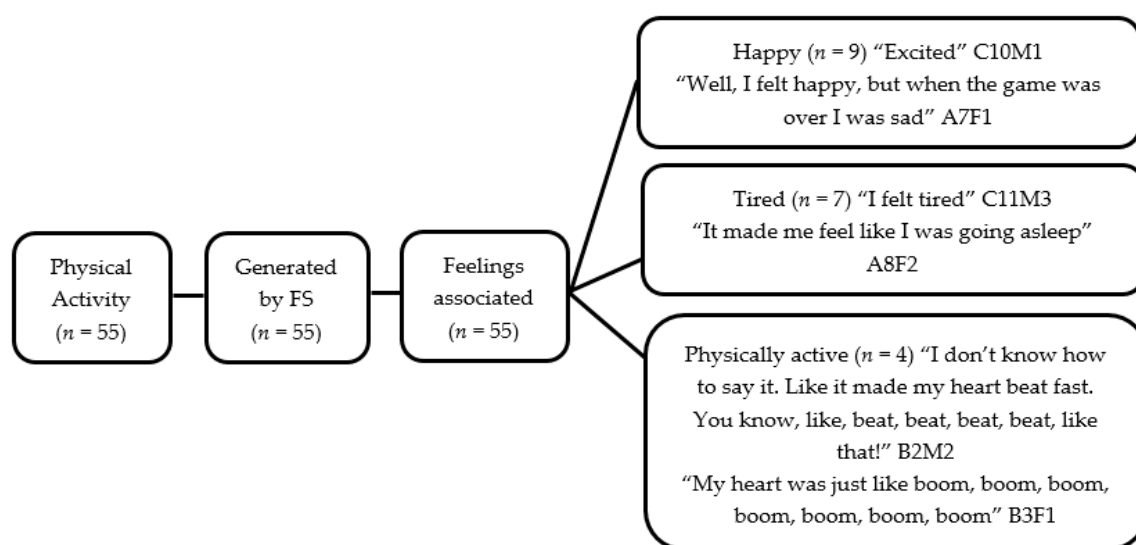 Physical
Activity
(n = 55)
Generated
by FS
(n = 55)
Feelings
associated
(n = 55)
Happy (n = 9) “Excited” C10M1
“Well, I felt happy, but when the game was
over I was sad” A7F1
Tired (n = 7) “I felt tired” C11M3
“It made me feel like I was going asleep”
A8F2
Physically active (n = 4) “I don’t know how
to say it. Like it made my heart beat fast.
You know, like, beat, beat, beat, beat, like
that!” B2M2
“My heart was just like boom, boom, boom,
boom, boom, boom, boom” B3F1